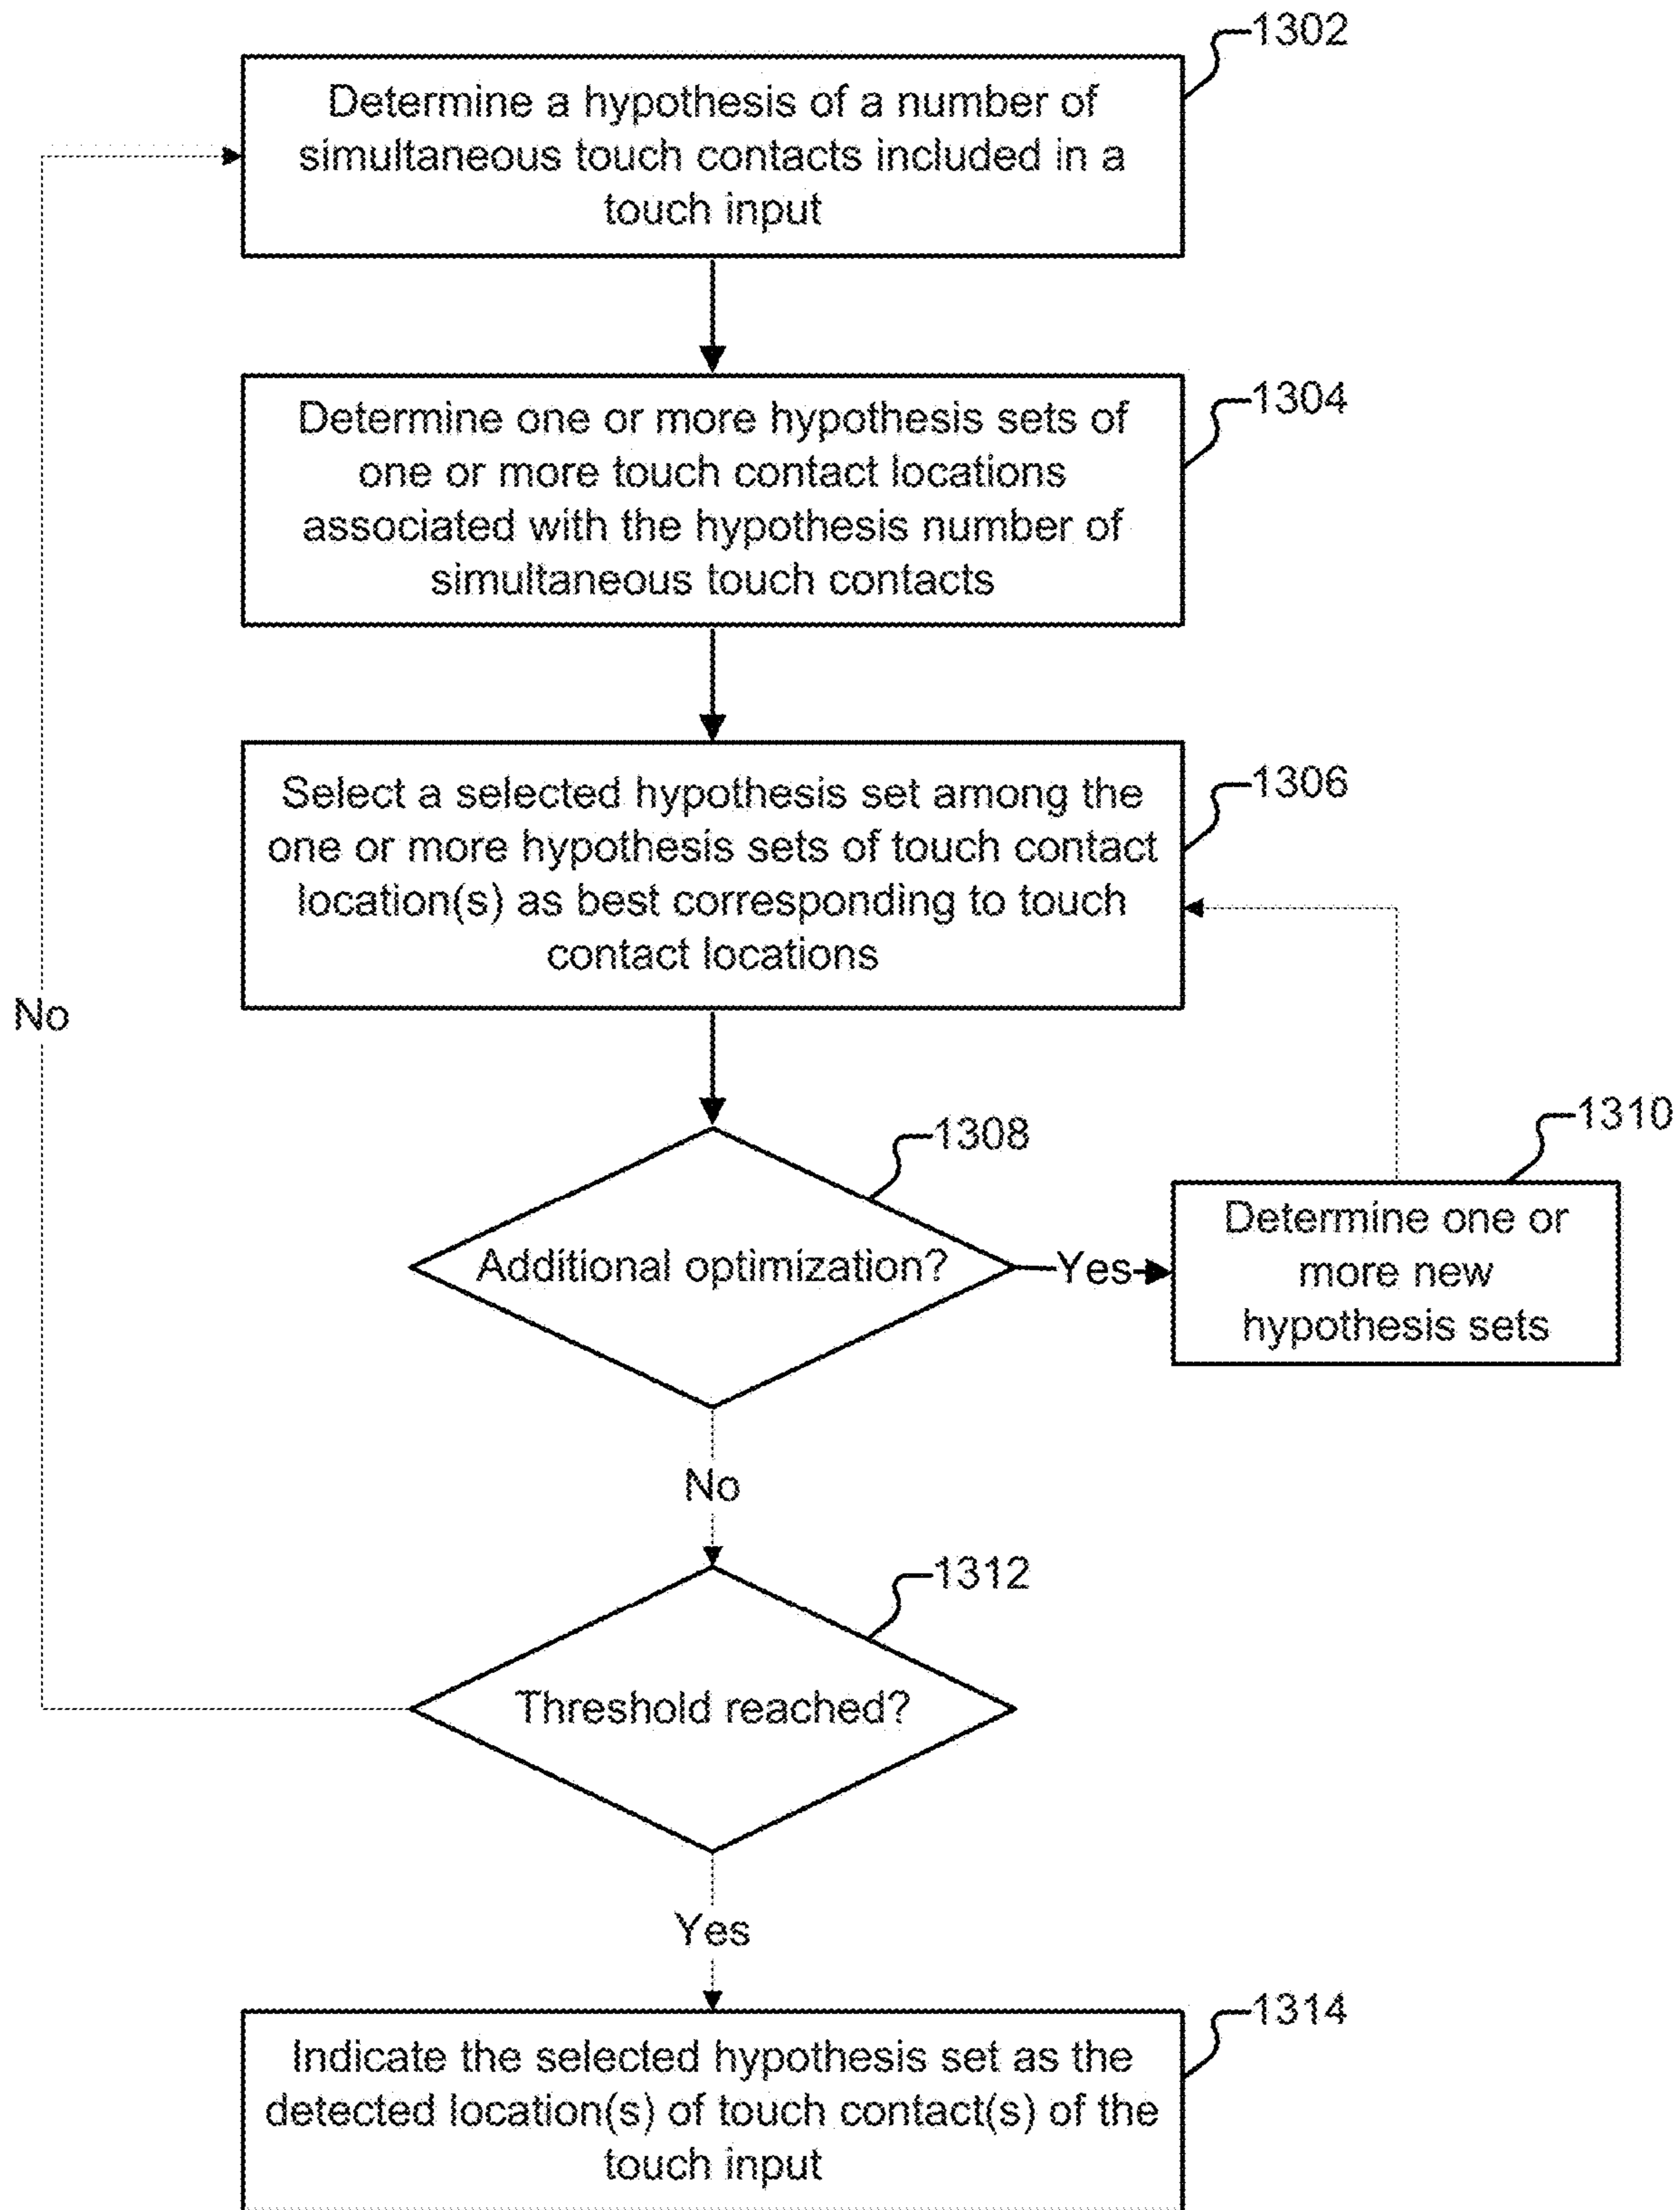 1302
Determine a hypothesis of a number of
simultaneous touch contacts included in a
touch input
1304
Determine one or more hypothesis sets of
one or more touch contact locations
associated with the hypothesis number of
simultaneous touch contacts
1306
Select a selected hypothesis set among the
one or more hypothesis sets of touch contact
location(s) as best corresponding to touch
contact locations
No
1308
Additional optimization?
Yes
1310
Determine one or
more new
hypothesis sets
No
1312
Threshold reached?
Yes
1314
Indicate the selected hypothesis set as the
detected location(s) of touch contact(s) of the
touch input